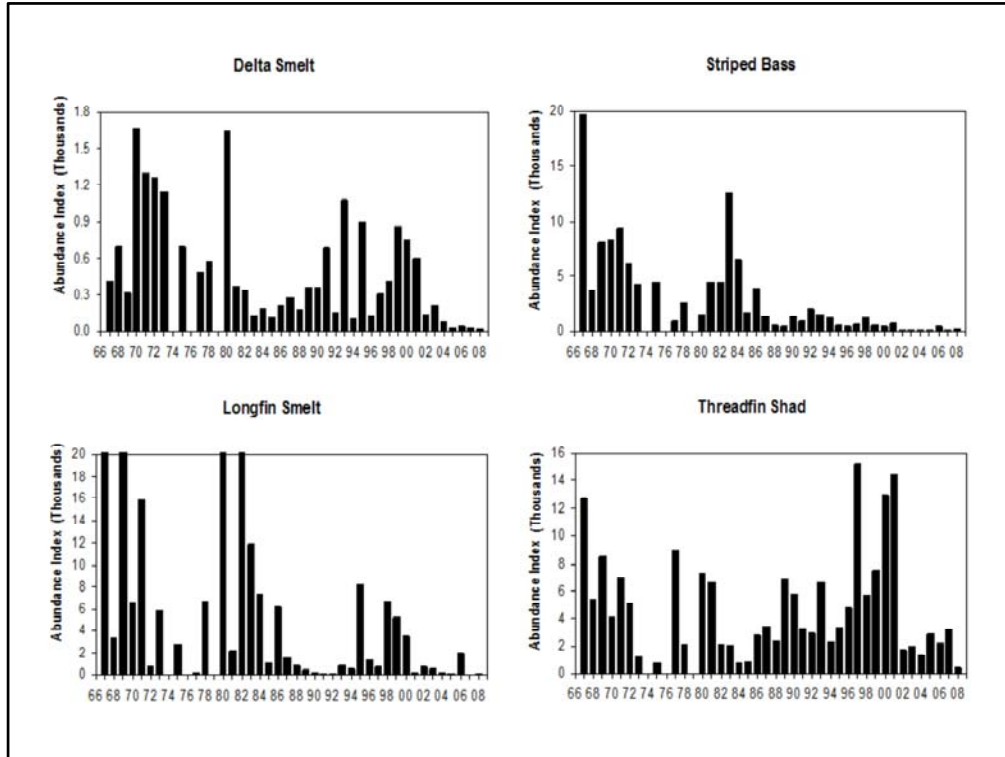 Delta Smelt
Abundance Index (Thousands)
1.8
1.5
1.2
0.9
0.6
0.3
0.0
66 68 70 72 74 76 78 80 82 84 86 88 90 92 94 96 98 00 02 04 06 08
Striped Bass
Abundance Index (Thousands)
20
15
10
5
0
66 68 70 72 74 76 78 80 82 84 86 88 90 92 94 96 98 00 02 04 06 08
Longfin Smelt
Abundance Index (Thousands)
20
18
16
14
12
10
8
6
4
2
0
66 68 70 72 74 76 78 80 82 84 86 88 90 92 94 96 98 00 02 04 06 08
Threadfin Shad
Abundance Index (Thousands)
16
14
12
10
8
6
4
2
0
66 68 70 72 74 76 78 80 82 84 86 88 90 92 94 96 98 00 02 04 06 08